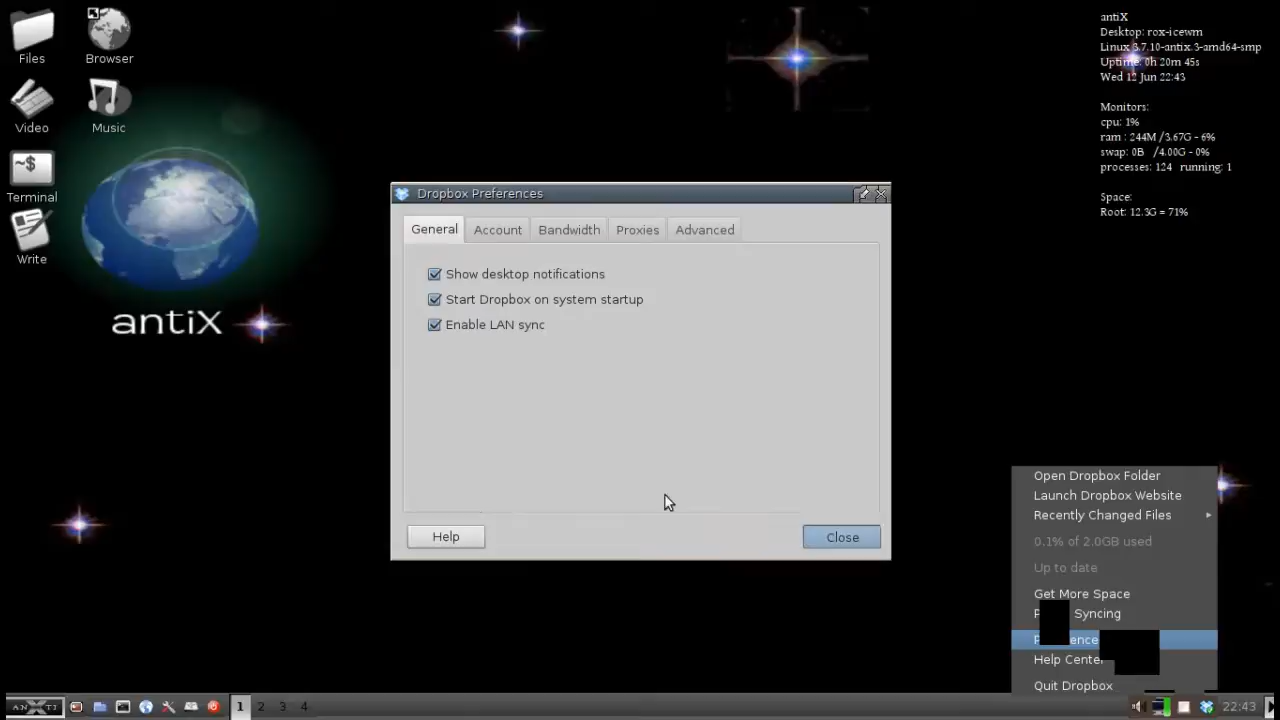 Files
Browser
Video
Music
Terminal
Write
antiX
antiX
Desktop: rox-icewm
Linux 3.7.10-antix.3-amd64-smp
Uptime: 0h 20m 45s
Wed 12 Jun 22:43
Monitors:
cpu: 1%
ram : 244M /3.67G - 6%
swap: 0B /4.00G - 0%
processes: 124 running: 1
Space:
Root: 12.3G = 71%
Dropbox Preferences
General Account Bandwidth Proxies Advanced
Show desktop notifications
Start Dropbox on system startup
Enable LAN sync
Help
Close
Open Dropbox Folder
Launch Dropbox Website
Recently Changed Files
0.1% of 2.0GB used
Up to date
Get More Space
Syncing
Help Center
Quit Dropbox
~$
1 2 3 4
22:43